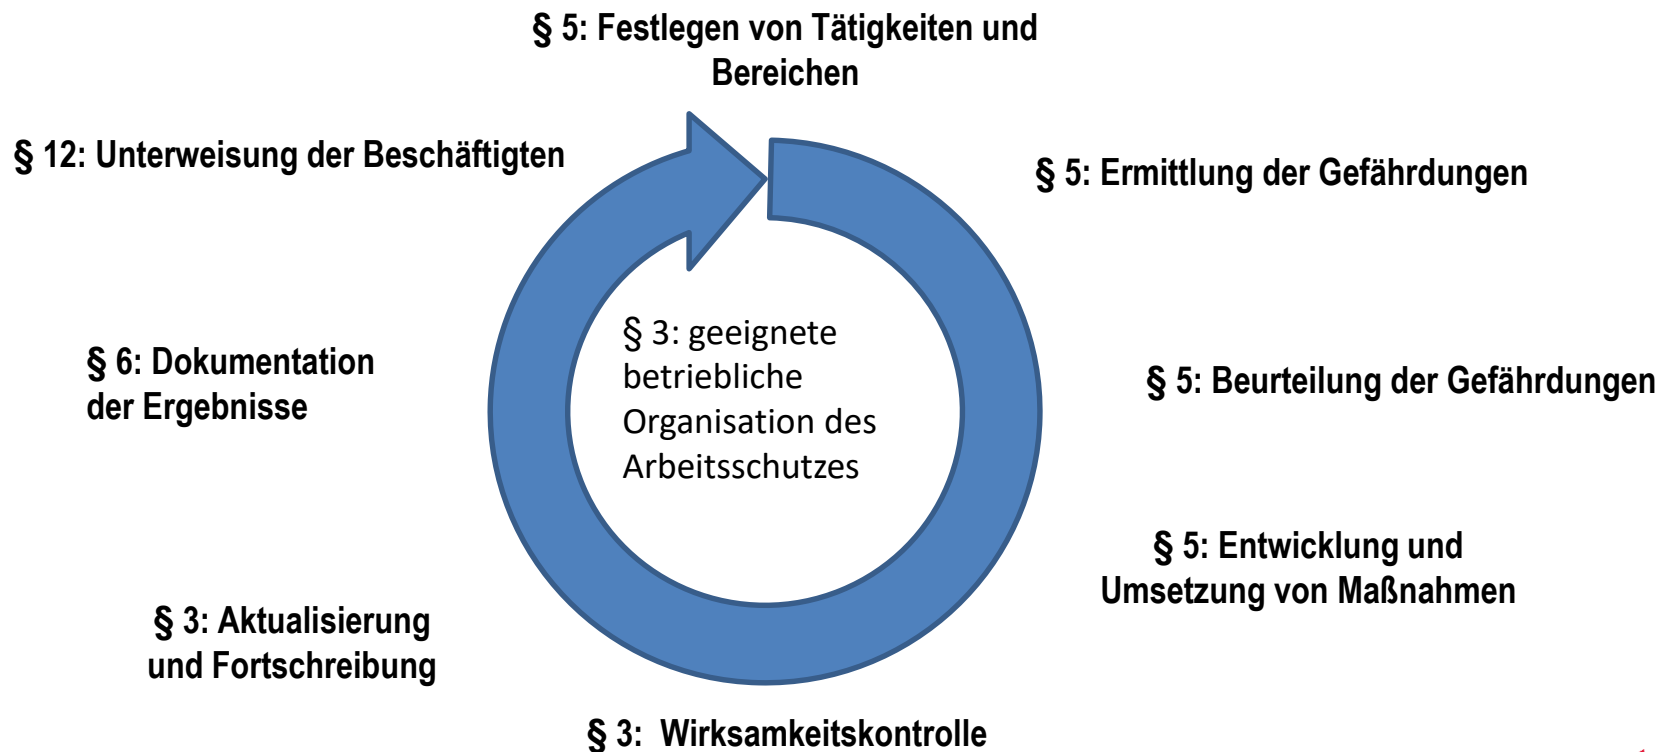 § 5: Festlegen von Tätigkeiten und
Bereichen
§ 12: Unterweisung der Beschäftigten
§ 5: Ermittlung der Gefährdungen
§ 3: geeignete
betriebliche
Organisation des
Arbeitsschutzes
§ 6: Dokumentation
der Ergebnisse
§ 5: Beurteilung der Gefährdungen
§ 5: Entwicklung und
Umsetzung von Maßnahmen
§ 3: Aktualisierung
und Fortschreibung
§ 3: Wirksamkeitskontrolle